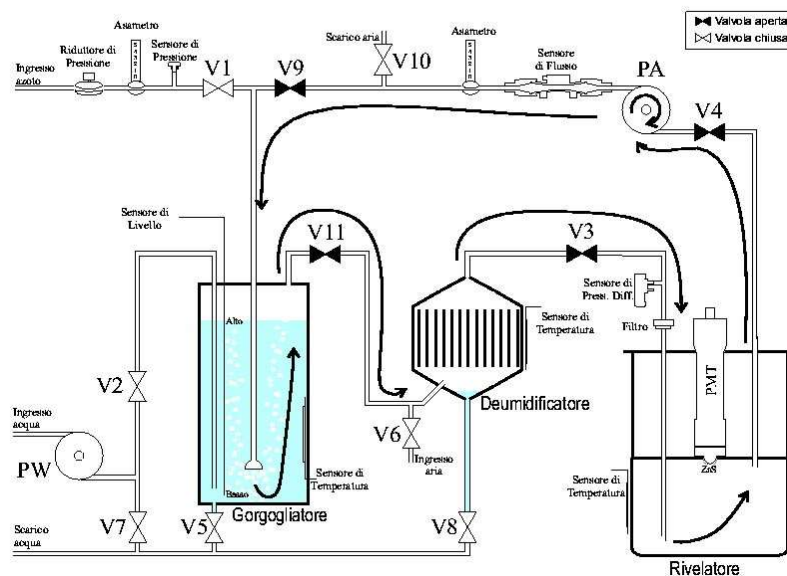 Valvola aperta
Valvola chiusa
Scarico aria
V10
Asametro
Sensore
di Flusso
PA
Riduttore di
Pressione
Asametro
Sensore di
Pressione
V1
V9
Ingresso
azoto
V4
Sensore di
Livello
V11
V3
Sensore di
Press. Diff.
Filtro
Sensore di
Temperatura
Alto
PMT
V2
Deumidificatore
V6
Ingresso
aria
Ingresso
acqua
PW
ZnS
Sensore di
Temperatura
Sensore di
Temperatura
Basso
Gorgogliatore
V7
V5
V8
Scarico
acqua
Rivelatore